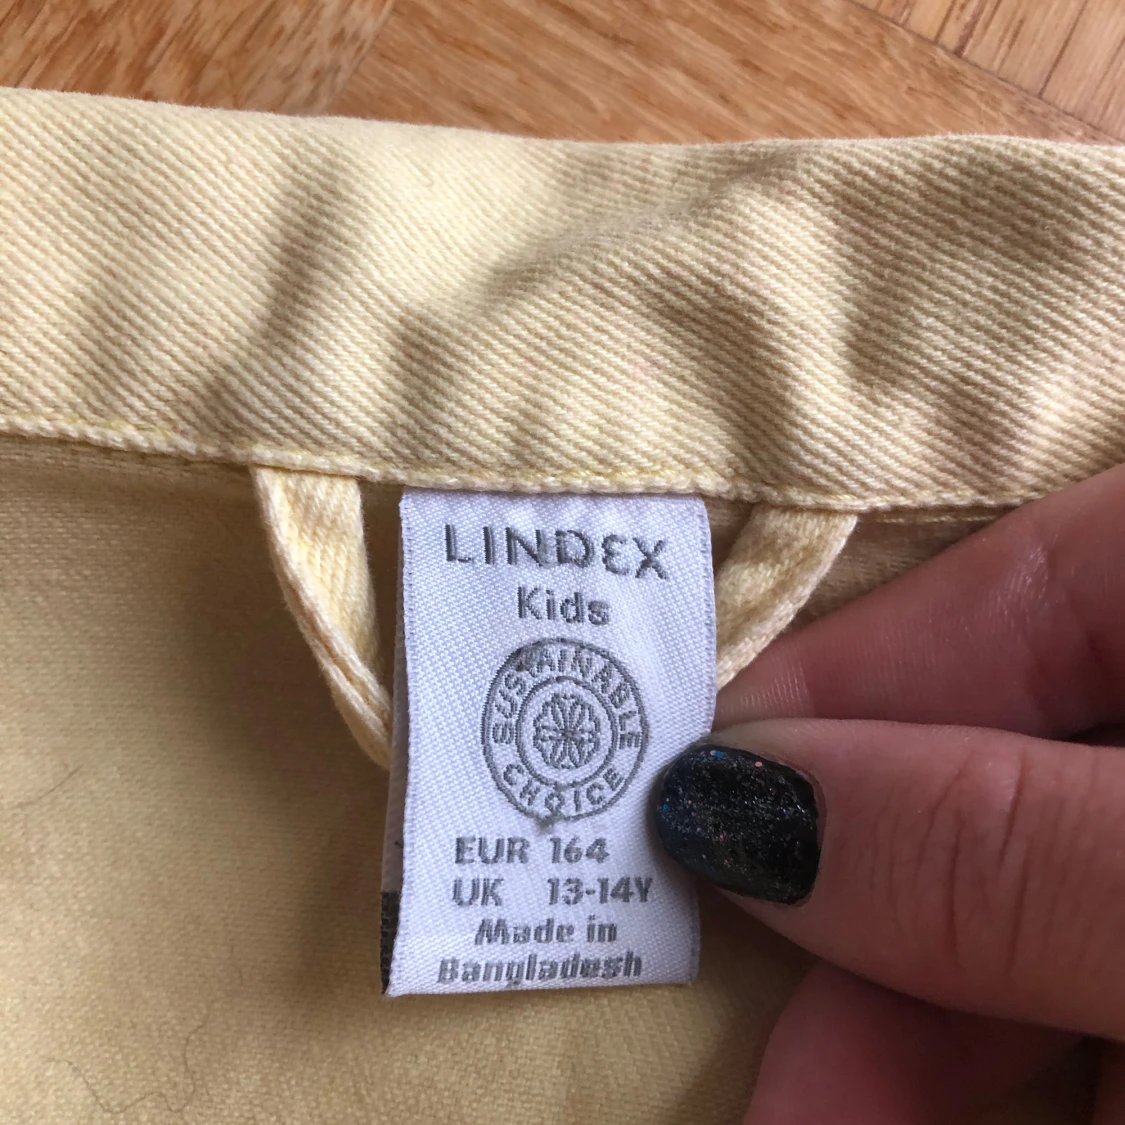 LINDEX
Kids
SUSTAINABLE
CHOICE
EUR 164
UK 13-14Y
Made in
Bangladesh